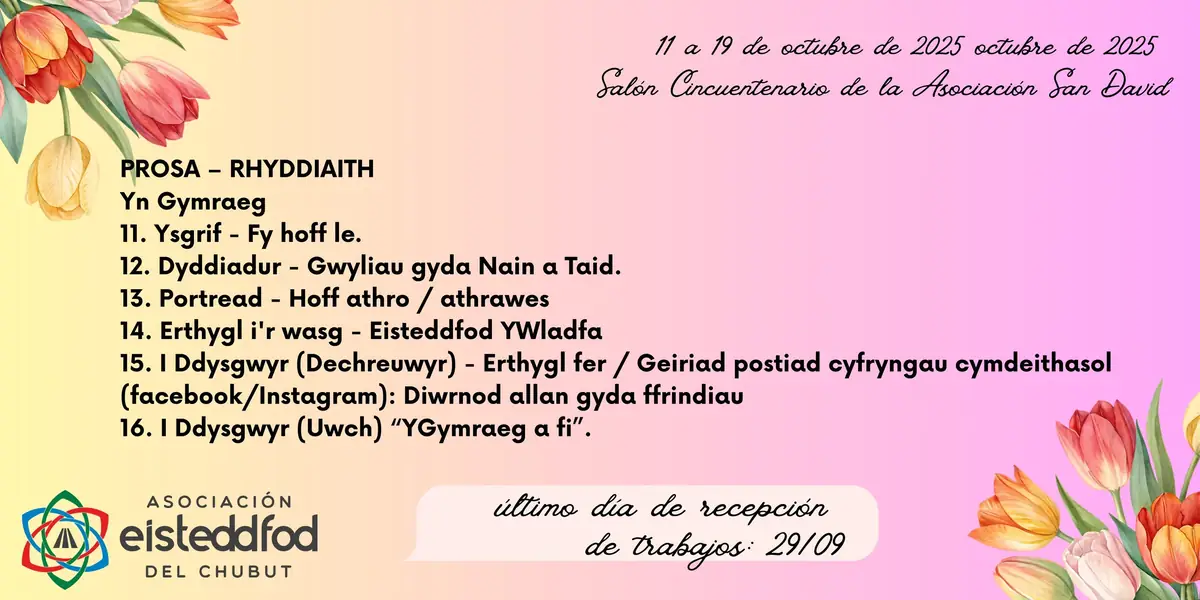 11 a 19 de octubre de 2025 octubre de 2025
Salón Cincuentenario de la Asociación San David
PROSA – RHYDDIAITH
Yn Gymraeg
11. Ysgrif - Fy hoff le.
12. Dyddiadur - Gwyliau gyda Nain a Taid.
13. Portread - Hoff athro / athrawes
14. Erthygl i'r wasg - Eisteddfod YWladfa
15. I Ddysgwyr (Dechreuwyr) - Erthygl fer / Geiriad postiad cyfryngau cymdeithasol
(facebook/Instagram): Diwrnod allan gyda ffrindiau
16. I Ddysgwyr (Uwch) “YGymraeg a fi”.
ASOCIACIÓN
eisteddfod
DEL CHUBUT
último día de recepción
de trabajos: 29/09